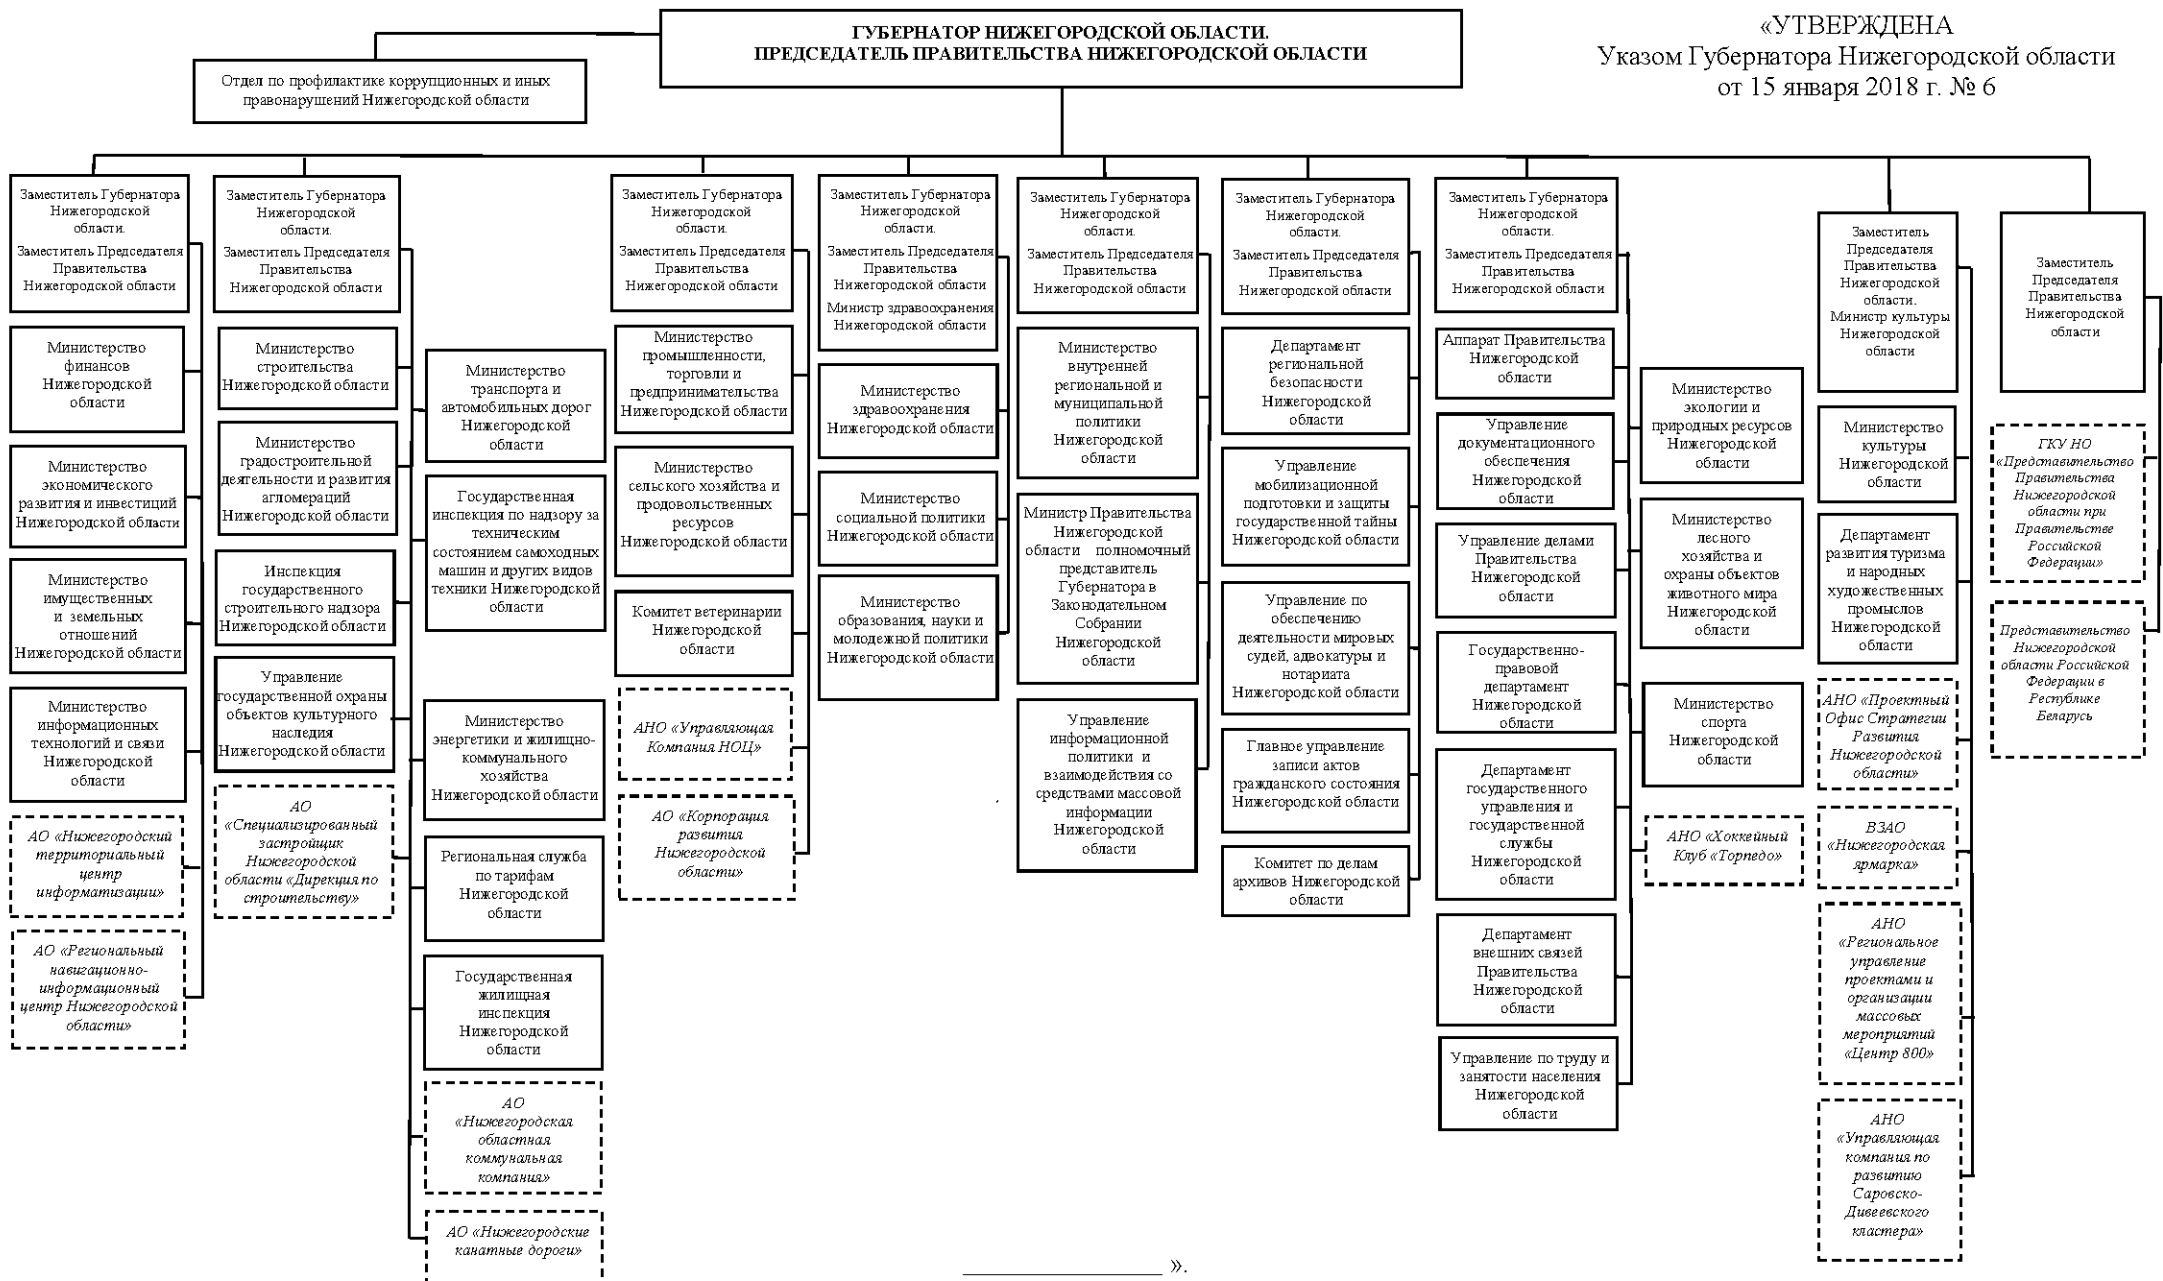 ГУБЕРНАТОР НИЖЕГОРОДСКОЙ ОБЛАСТИ.
ПРЕДСЕДАТЕЛЬ ПРАВИТЕЛЬСТВА НИЖЕГОРОДСКОЙ ОБЛАСТИ
«УТВЕРЖДЕНА
Указом Губернатора Нижегородской области
от 15 января 2018 г. № 6
Отдел по профилактике коррупционных и иных
правонарушений Нижегородской области
Заместитель Губернатора
Нижегородской
области.
Заместитель Председателя
Правительства
Нижегородской области
Министерство
финансов
Нижегородской
области
Министерство
экономического
развития и инвестиций
Нижегородской области
Министерство
имущественных
и земельных
отношений
Нижегородской области
Министерство
информационных
технологий и связи
Нижегородской
области
АО «Нижегородский
территориальный
центр
информатизации»
АО «Региональный
навигационно-
информационный
центр Нижегородской
области»
Заместитель Губернатора
Нижегородской
области.
Заместитель Председателя
Правительства
Нижегородской области
Министерство
строительства
Нижегородской области
Министерство
градостроительной
деятельности и развития
агломераций
Нижегородской области
Инспекция
государственного
строительного надзора
Нижегородской области
Управление
государственной охраны
объектов культурного
наследия
Нижегородской области
АО
«Специализированный
застройщик
Нижегородской
области «Дирекция по
строительству»
Министерство
транспорта и
автомобильных дорог
Нижегородской
области
Государственная
инспекция по надзору за
техническим
состоянием самоходных
машин и других видов
техники Нижегородской
области
Министерство
энергетики и жилищно-
коммунального
хозяйства
Нижегородской области
Региональная служба
по тарифам
Нижегородской
области
Государственная
жилищная
инспекция
Нижегородской
области
АО
«Нижегородская
областная
коммунальная
компания»
АО «Нижегородские
канатные дороги»
Заместитель Губернатора
Нижегородской
области.
Заместитель Председателя
Правительства
Нижегородской области
Министерство
промышленности,
торговли и
предпринимательства
Нижегородской области
Министерство
сельского хозяйства и
продовольственных
ресурсов
Нижегородской области
Комитет ветеринарии
Нижегородской
области
АНО «Управляющая
Компания НОЦ»
АО «Корпорация
развития
Нижегородской
области»
Заместитель Губернатора
Нижегородской
области.
Заместитель Председателя
Правительства
Нижегородской области
Министр здравоохранения
Нижегородской области
Министерство
здравоохранения
Нижегородской области
Министерство
социальной политики
Нижегородской области
Министерство
образования, науки и
молодежной политики
Нижегородской области
Заместитель Губернатора
Нижегородской
области.
Заместитель Председателя
Правительства
Нижегородской области
Министерство
внутренней
региональной и
муниципальной
политики
Нижегородской
области
Министр Правительства
Нижегородской
области полномочный
представитель
Губернатора в
Законодательном
Собрании
Нижегородской
области
Управление
информационной
политики и
взаимодействия со
средствами массовой
информации
Нижегородской
области
Заместитель Губернатора
Нижегородской
области.
Заместитель Председателя
Правительства
Нижегородской области
Департамент
региональной
безопасности
Нижегородской
области
Управление
мобилизационной
подготовки и защиты
государственной тайны
Нижегородской области
Управление по
обеспечению
деятельности мировых
судей, адвокатуры и
нотариата
Нижегородской области
Главное управление
записи актов
гражданского состояния
Нижегородской области
Комитет по делам
архивов Нижегородской
области
Заместитель Губернатора
Нижегородской
области.
Заместитель Председателя
Правительства
Нижегородской области
Аппарат Правительства
Нижегородской
области
Управление
документационного
обеспечения
Нижегородской
области
Управление делами
Правительства
Нижегородской
области
Государственно-
правовой
департамент
Нижегородской
области
Департамент
государственного
управления и
государственной
службы
Нижегородской
области
Департамент
внешних связей
Правительства
Нижегородской
области
Управление по труду и
занятости населения
Нижегородской
области
Министерство
экологии и
природных ресурсов
Нижегородской
области
Министерство
лесного
хозяйства и
охраны объектов
животного мира
Нижегородской
области
Министерство
спорта
Нижегородской
области
АНО «Хоккейный
Клуб «Торпедо»
Заместитель
Председателя
Правительства
Нижегородской
области.
Министр культуры
Нижегородской
области
Министерство
культуры
Нижегородской
области
Департамент
развития туризма
и народных
художественных
промыслов
Нижегородской
области
АНО «Проектный
Офис Стратегии
Развития
Нижегородской
области»
ВЗАО
«Нижегородская
ярмарка»
АНО
«Региональное
управление
проектами и
организации
массовых
мероприятий
«Центр 800»
АНО
«Управляющая
компания по
развитию
Саровско-
Дивеевского
кластера»
Заместитель
Председателя
Правительства
Нижегородской
области
ГКУ НО
«Представительство
Правительства
Нижегородской
области при
Правительстве
Российской
Федерации»
Представительство
Нижегородской
области Российской
Федерации в
Республике
Беларусь
_______________ ».